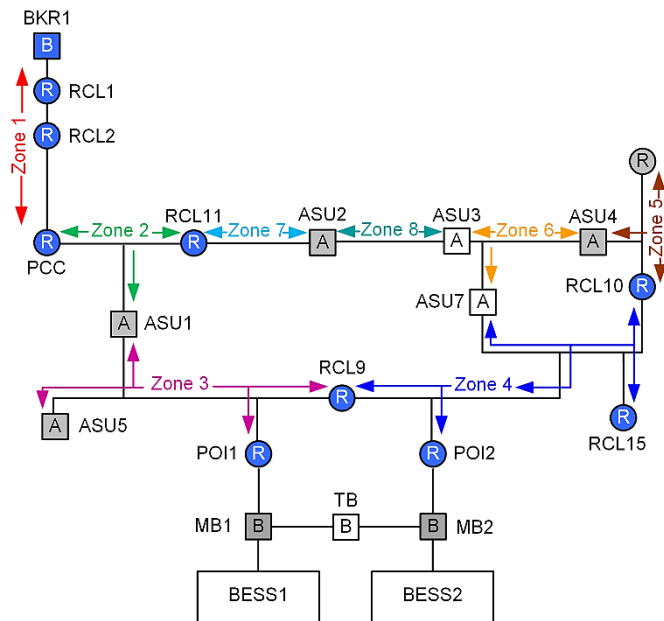 BKR1
B
R RCL1
R RCL2
Zone 1
R
PCC
Zone 2
RCL11
R
Zone 7
ASU2
A
Zone 8
ASU3
A
Zone 6
ASU4
A
R
Zone 5
RCL10
R
ASU7
A
A ASU1
Zone 3
RCL9
R
Zone 4
A ASU5
R
RCL15
POI1 R
R POI2
TB
MB1 B
B
B MB2
BESS1
BESS2